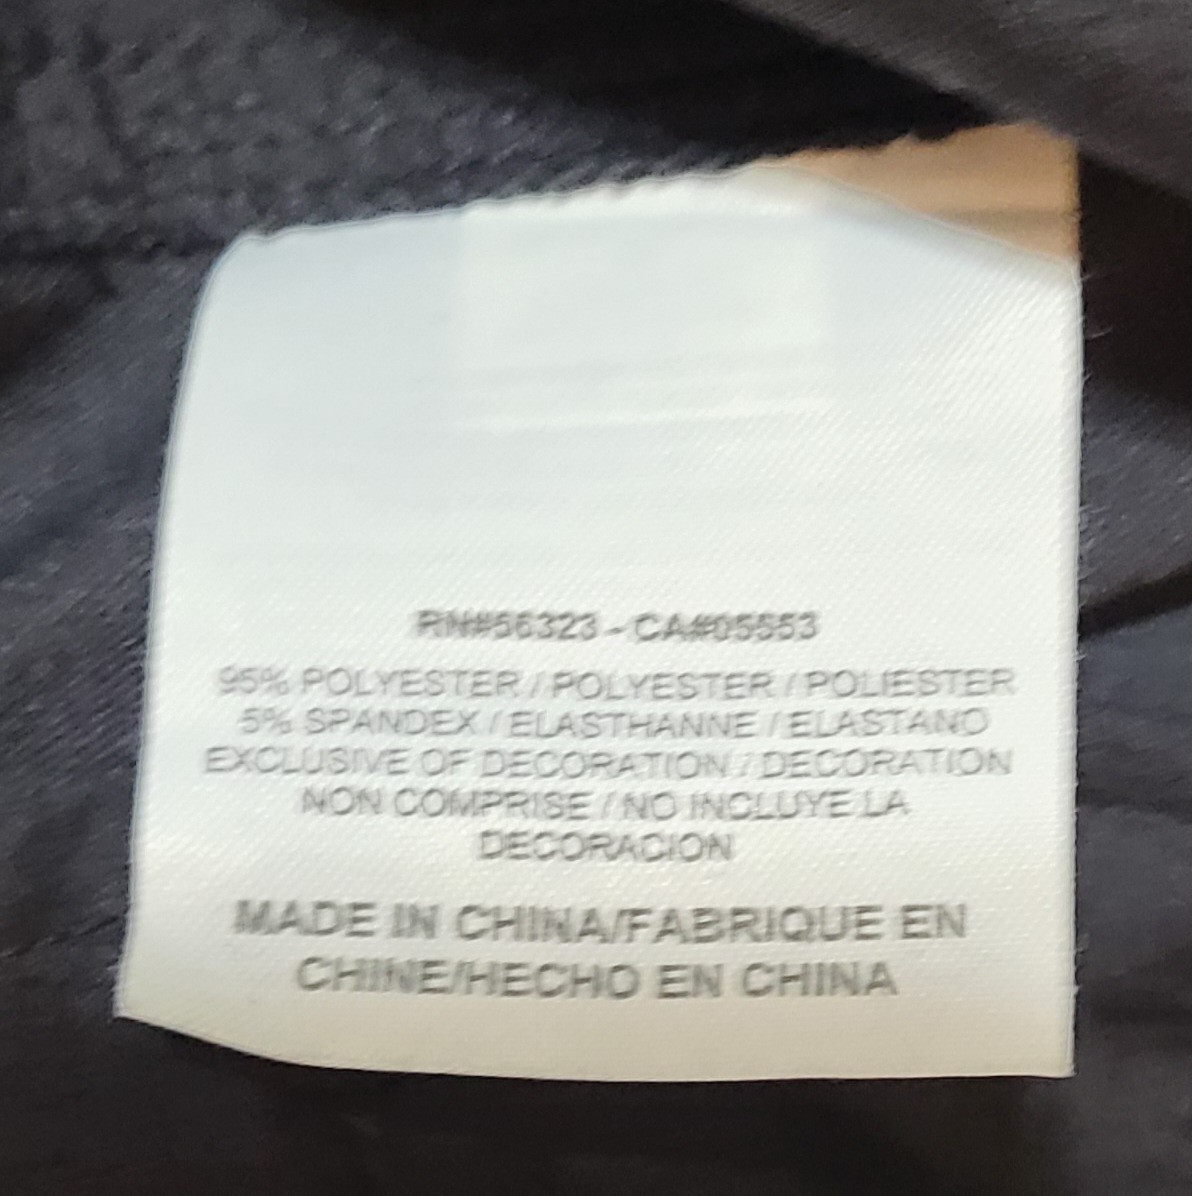 RN#56323 - CA#05553
95% POLYESTER / POLYESTER / POLIESTER
5% SPANDEX / ELASTHANNE / ELASTANO
EXCLUSIVE OF DECORATION / DECORATION
NON COMPRISE / NO INCLUYE LA
DECORACION
MADE IN CHINA/FABRIQUE EN
CHINE/HECHO EN CHINA